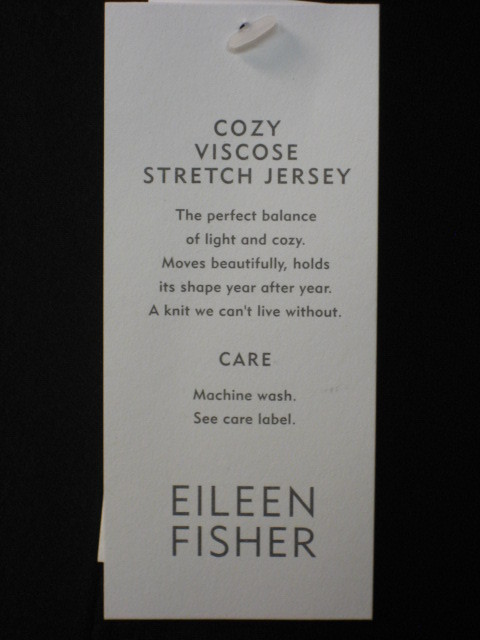 COZY
VISCOSE
STRETCH JERSEY
The perfect balance
of light and cozy.
Moves beautifully, holds
its shape year after year.
A knit we can't live without.
CARE
Machine wash.
See care label.
EILEEN
FISHER